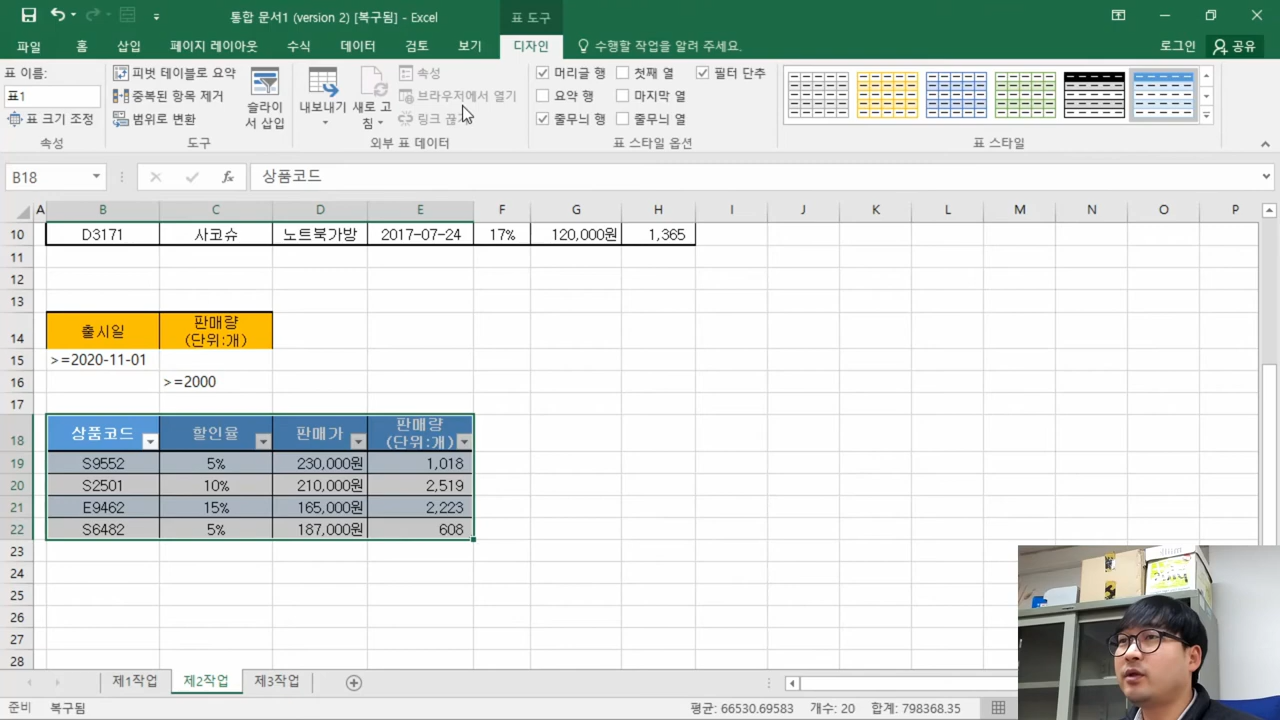 통합 문서1 (version 2) [복구됨] - Excel
표 도구
파일 홈 삽입 페이지 레이아웃 수식 데이터 검토 보기 디자인 수행할 작업을 알려 주세요. 로그인 공유
표 이름:
표1
표 크기 조정
속성
피벗 테이블로 요약
중복된 항목 제거
범위로 변환
슬라이
서 삽입
도구
내보내기
새로 고
침
속성
브라우저에서 열기
링크 끊
외부 표 데이터
머리글 행 첫째 열 필터 단추
요약 행 마지막 열
줄무늬 행 줄무늬 열
표 스타일 옵션
표 스타일
B18
fx
상품코드
A B C D E F G H I J K L M N O P
10 D3171 사코슈 노트북가방 2017-07-24 17% 120,000원 1,365
11
12
13
14 출시일 판매량
(단위:개)
15 >=2020-11-01
16 >=2000
17
18 상품코드 할인율 판매가 판매량
(단위:개)
19 S9552 5% 230,000원 1,018
20 S2501 10% 210,000원 2,519
21 E9462 15% 165,000원 2,223
22 S6482 5% 187,000원 608
23
24
25
26
27
28
제1작업 제2작업 제3작업
준비 복구됨 평균: 66530.69583 개수: 20 합계: 798368.35